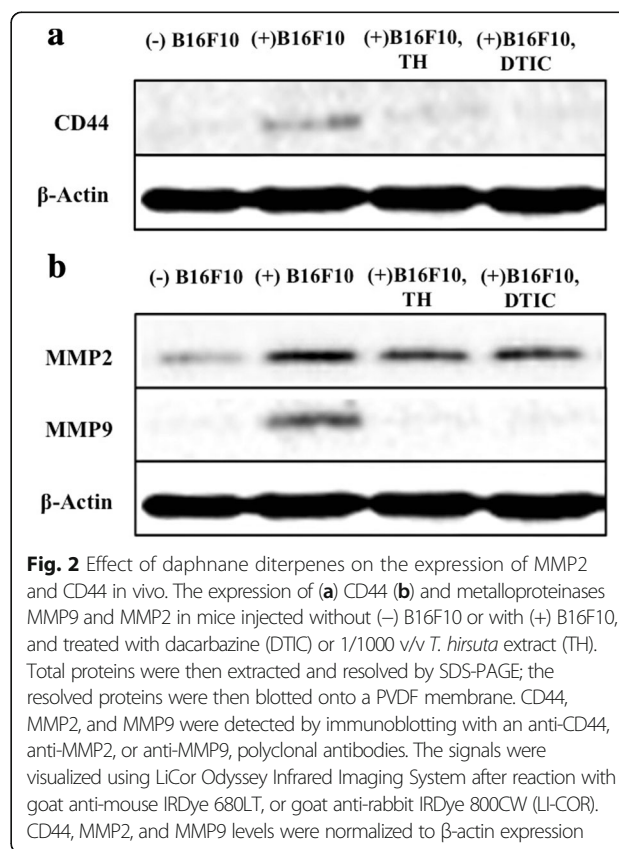 a
(-) B16F10 (+)B16F10 (+)B16F10, (+)B16F10,
TH DTIC
CD44
β-Actin
b
(-) B16F10 (+) B16F10 (+)B16F10, (+)B16F10,
TH DTIC
MMP2
MMP9
β-Actin
Fig. 2 Effect of daphnane diterpenes on the expression of MMP2
and CD44 in vivo. The expression of (a) CD44 (b) and metalloproteinases
MMP9 and MMP2 in mice injected without (−) B16F10 or with (+) B16F10,
and treated with dacarbazine (DTIC) or 1/1000 v/v T. hirsuta extract (TH).
Total proteins were then extracted and resolved by SDS-PAGE; the
resolved proteins were then blotted onto a PVDF membrane. CD44,
MMP2, and MMP9 were detected by immunoblotting with an anti-CD44,
anti-MMP2, or anti-MMP9, polyclonal antibodies. The signals were
visualized using LiCor Odyssey Infrared Imaging System after reaction with
goat anti-mouse IRDye 680LT, or goat anti-rabbit IRDye 800CW (LI-COR).
CD44, MMP2, and MMP9 levels were normalized to β-actin expression